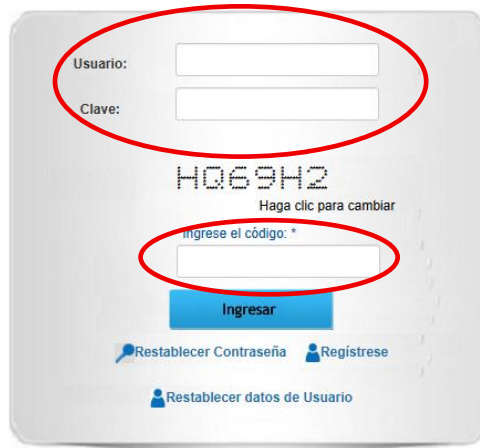 Usuario:
Clave:
HQ69H2
Haga clic para cambiar
Ingrese el código: *
Ingresar
Restablecer Contraseña Regístrese
Restablecer datos de Usuario